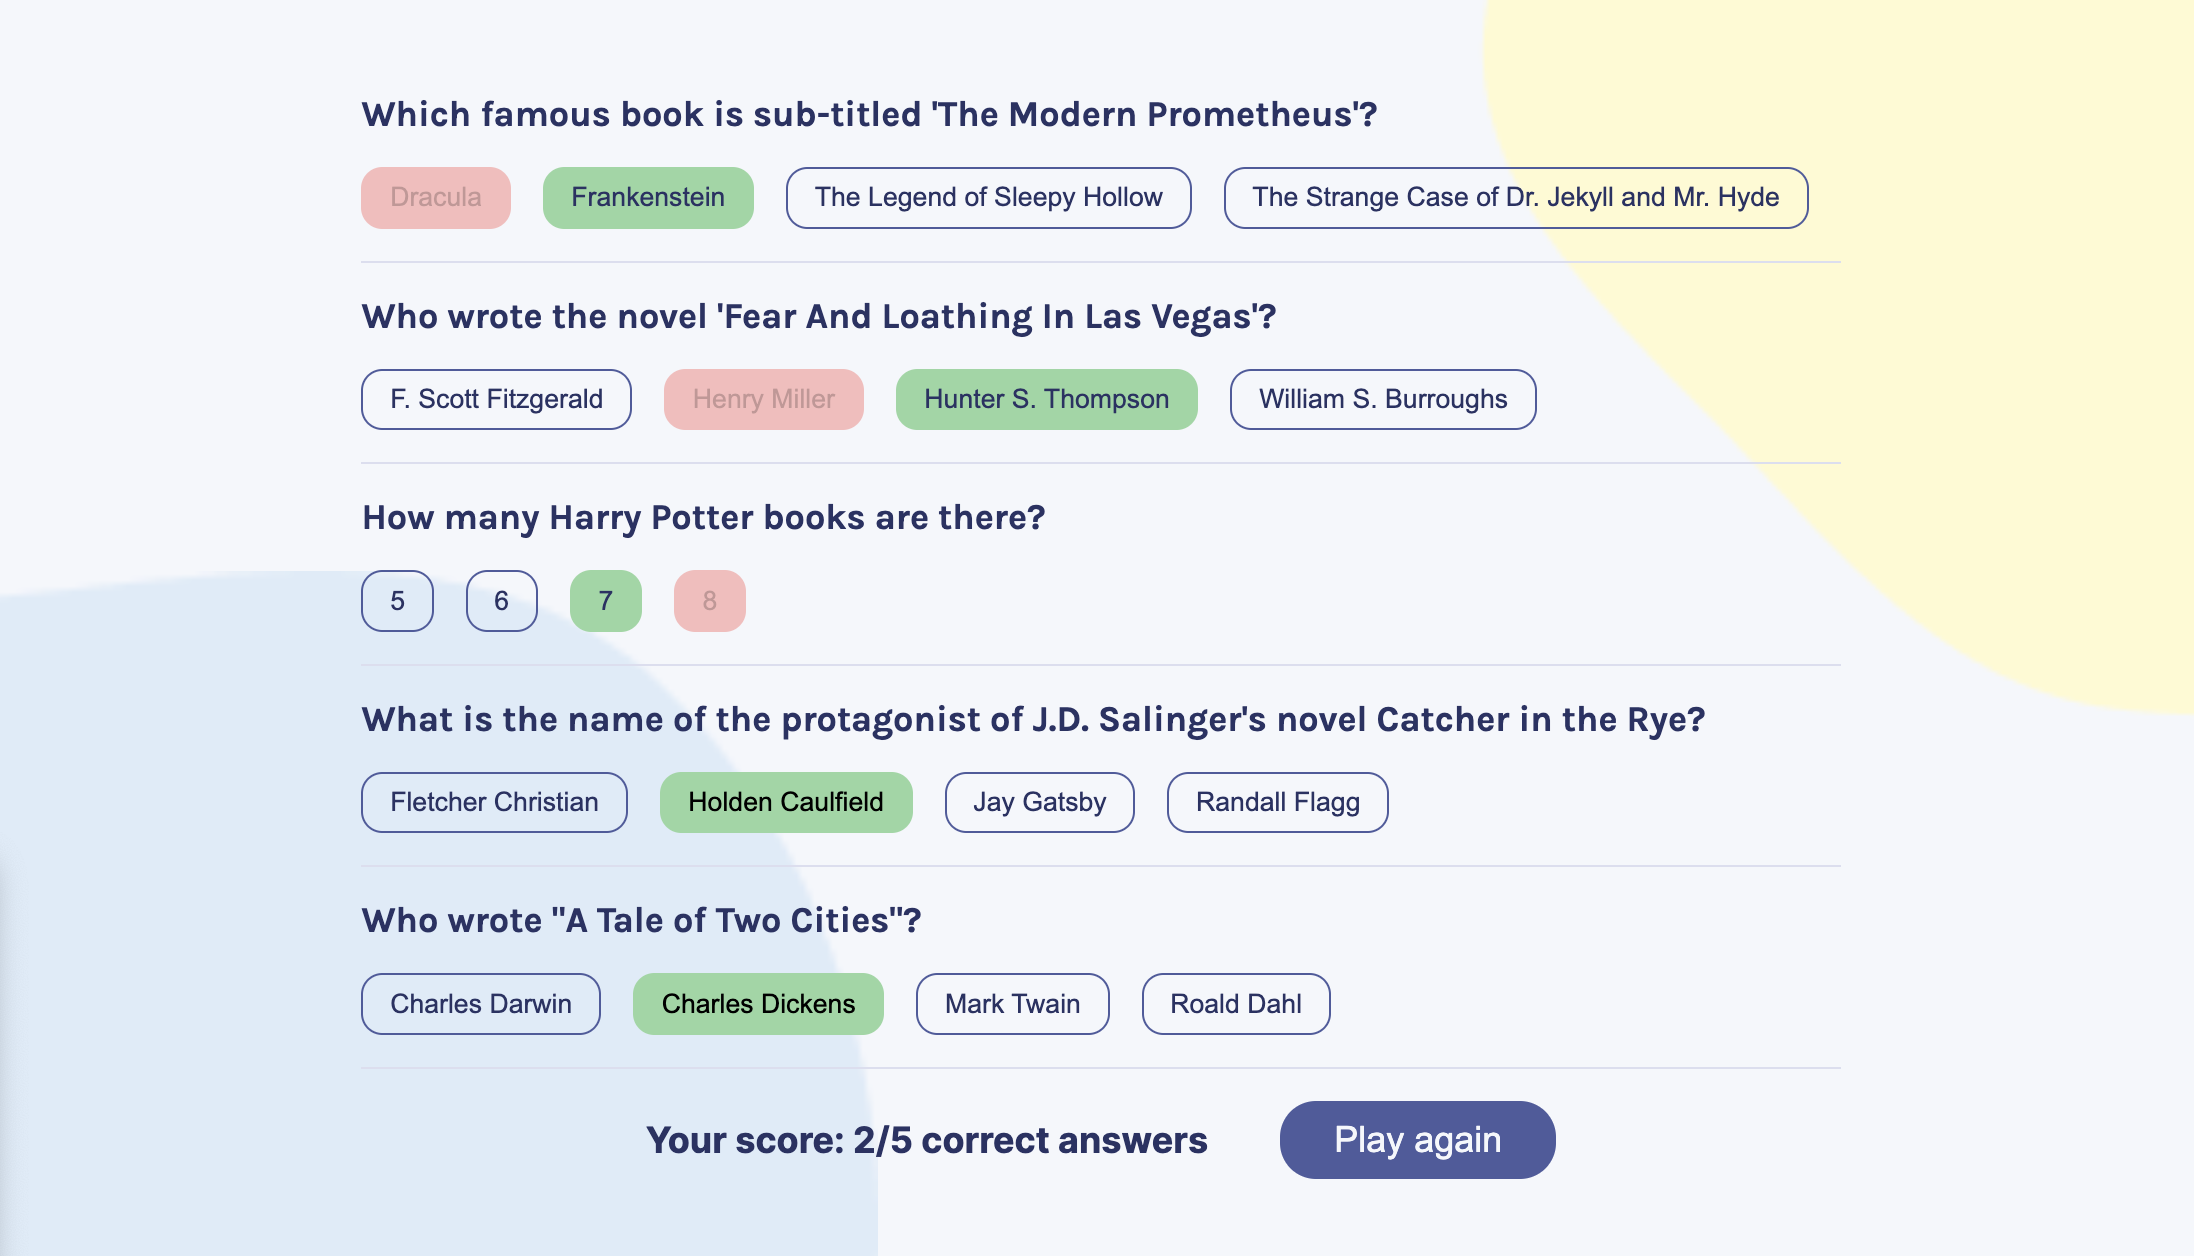 Which famous book is sub-titled 'The Modern Prometheus'?
Dracula Frankenstein The Legend of Sleepy Hollow The Strange Case of Dr. Jekyll and Mr. Hyde
Who wrote the novel 'Fear And Loathing In Las Vegas'?
F. Scott Fitzgerald Henry Miller Hunter S. Thompson William S. Burroughs
How many Harry Potter books are there?
5 6 7 8
What is the name of the protagonist of J.D. Salinger's novel Catcher in the Rye?
Fletcher Christian Holden Caulfield Jay Gatsby Randall Flagg
Who wrote "A Tale of Two Cities"?
Charles Darwin Charles Dickens Mark Twain Roald Dahl
Your score: 2/5 correct answers Play again